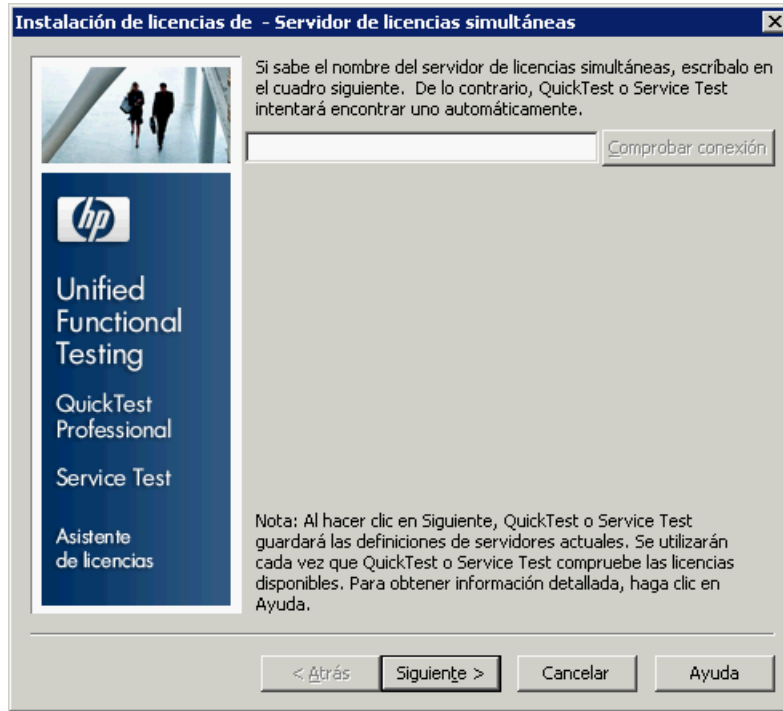 Instalación de licencias de - Servidor de licencias simultáneas
Si sabe el nombre del servidor de licencias simultáneas, escríbalo en
el cuadro siguiente. De lo contrario, QuickTest o Service Test
intentará encontrar uno automáticamente.
Comprobar conexión
hp
Unified
Functional
Testing
QuickTest
Professional
Service Test
Asistente
de licencias
Nota: Al hacer clic en Siguiente, QuickTest o Service Test
guardará las definiciones de servidores actuales. Se utilizarán
cada vez que QuickTest o Service Test compruebe las licencias
disponibles. Para obtener información detallada, haga clic en
Ayuda.
< Atrás
Siguiente >
Cancelar
Ayuda